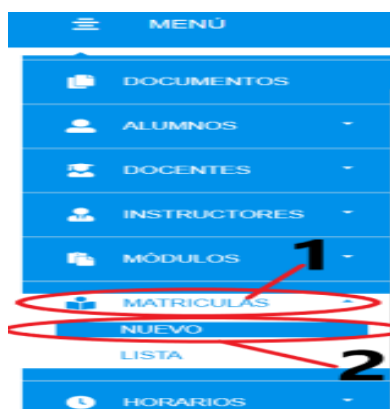 MENÚ
DOCUMENTOS
ALUMNOS
DOCENTES
INSTRUCTORES
1
MÓDULOS
MATRICULAS
NUEVO
2
LISTA
HORARIOS